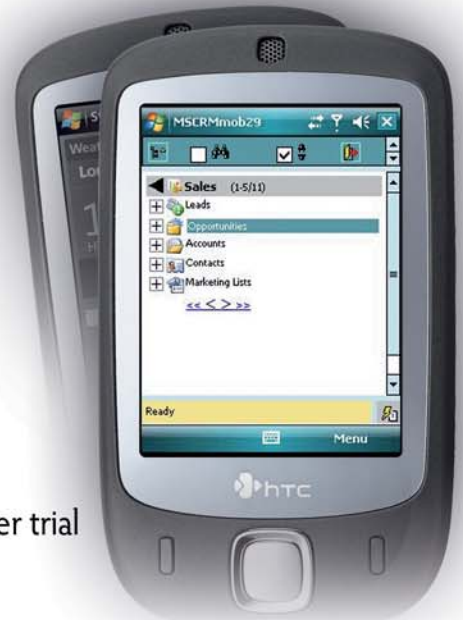 MSCRMmob29
Sales (1-5/11)
Leads
Opportunities
Accounts
Contacts
Marketing Lists
<< < > >>
Ready
Menu
hTC
er trial